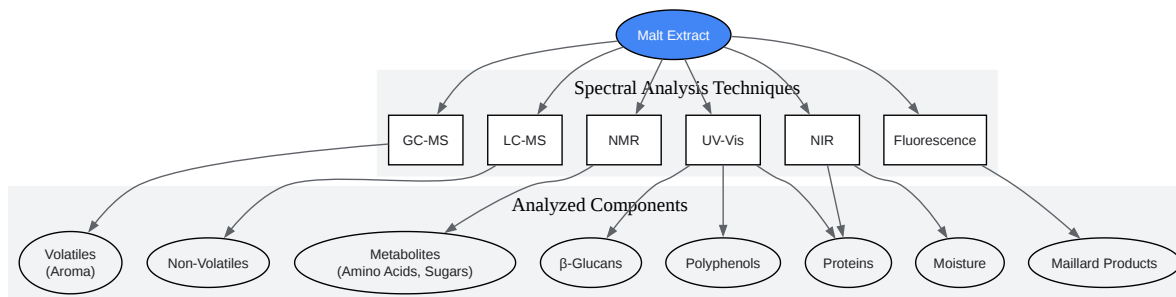 Malt Extract
Spectral Analysis Techniques
GC-MS
LC-MS
NMR
UV-Vis
NIR
Fluorescence
Analyzed Components
Volatiles
(Aroma)
Non-Volatiles
Metabolites
(Amino Acids, Sugars)
β-Glucans
Polyphenols
Proteins
Moisture
Maillard Products